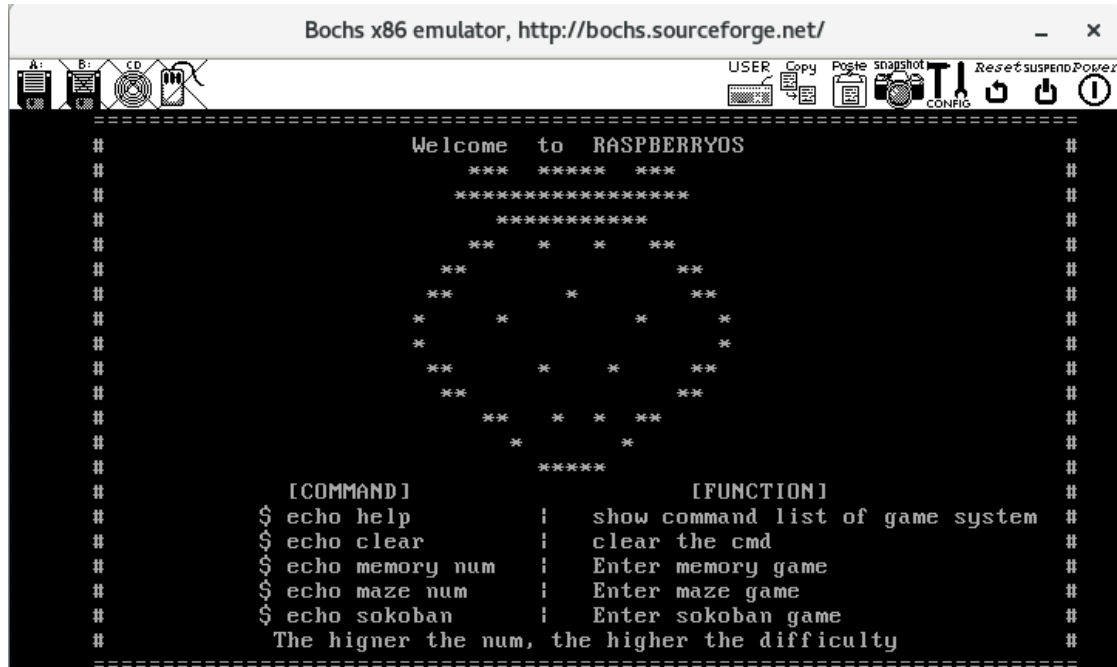 Bochs x86 emulator, http://bochs.sourceforge.net/
A: B: CD USER Copy Poste snapshot CONFIG Reset SUSPEND Power
======================================================================
# Welcome to RASPBERRYOS #
# *** ***** *** #
# ***************** #
# *********** #
# ** * * ** #
# ** ** #
# ** * ** #
# * * * * #
# * * #
# ** * * ** #
# ** ** #
# ** * * ** #
# * * #
# ***** #
# [COMMAND] [FUNCTION] #
# $ echo help | show command list of game system #
# $ echo clear | clear the cmd #
# $ echo memory num | Enter memory game #
# $ echo maze num | Enter maze game #
# $ echo sokoban | Enter sokoban game #
# The higner the num, the higher the difficulty #
======================================================================